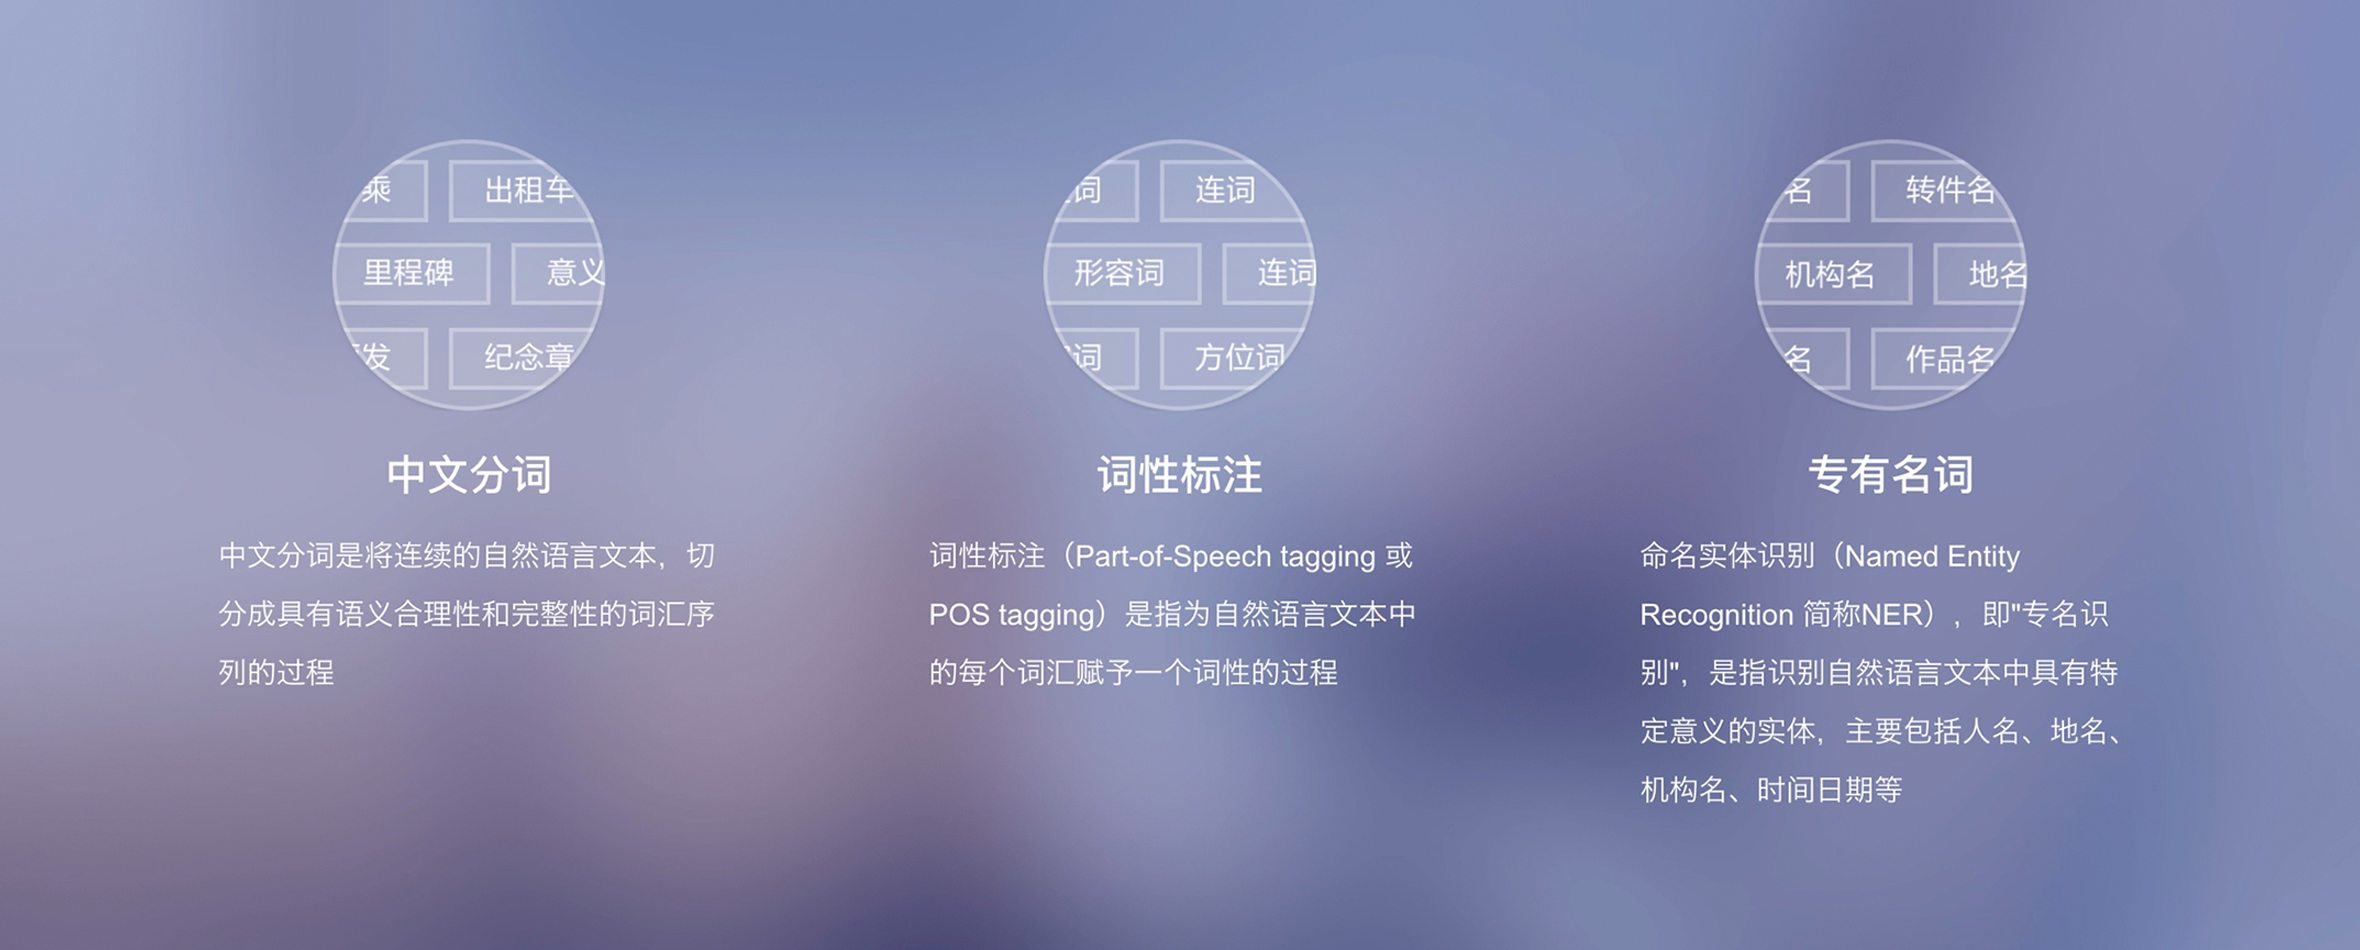 乘
出租车
里程碑
意义
发
纪念章
中文分词
中文分词是将连续的自然语言文本，切
分成具有语义合理性和完整性的词汇序
列的过程
词
连词
形容词
连词
词
方位词
词性标注
词性标注（Part-of-Speech tagging 或
POS tagging）是指为自然语言文本中
的每个词汇赋予一个词性的过程
名
转件名
机构名
地名
名
作品名
专有名词
命名实体识别（Named Entity
Recognition 简称NER），即"专名识
别"，是指识别自然语言文本中具有特
定意义的实体，主要包括人名、地名、
机构名、时间日期等